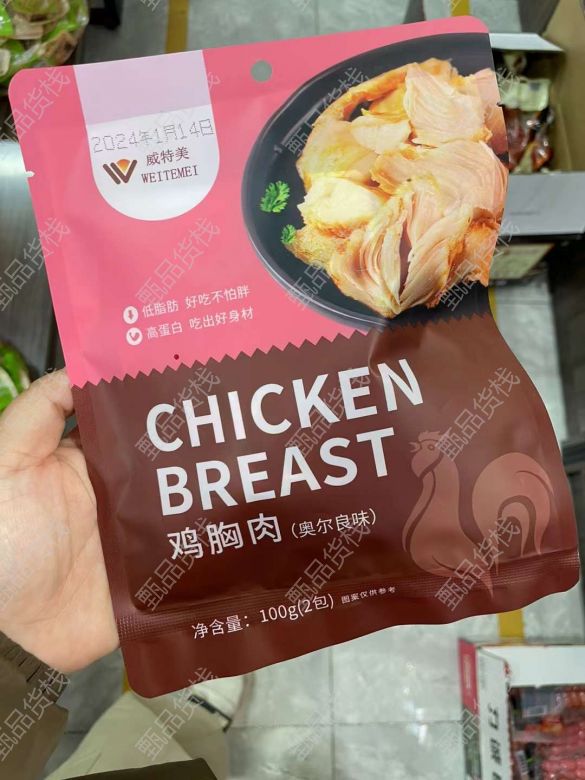 2024年1月14日
威特美
WEITEMEI
低脂肪 好吃不怕胖
高蛋白 吃出好身材
CHICKEN
BREAST
鸡胸肉（奥尔良味）
净含量：100g(2包) 图案仅供参考
甄品货栈